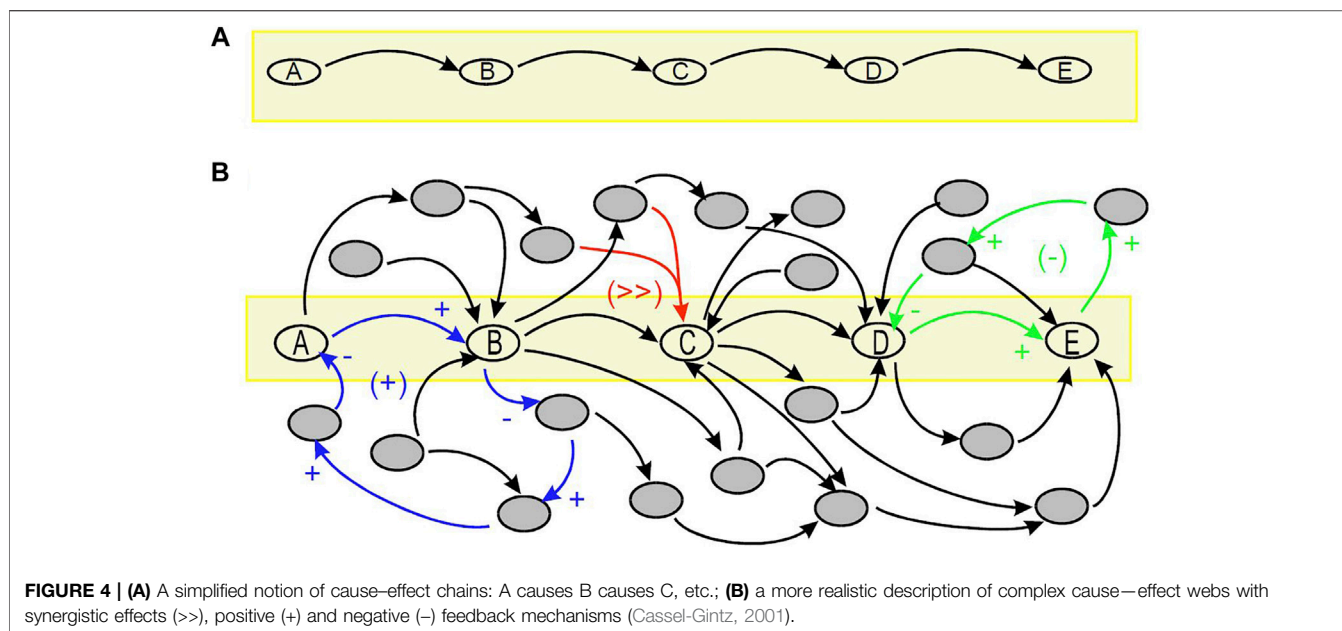 A
A B C D E
B
+ + (-)
+
(>>)
+ -
A B C D E
- (+) +
-
+ +
FIGURE 4 | (A) A simplified notion of cause–effect chains: A causes B causes C, etc.; (B) a more realistic description of complex cause—effect webs with
synergistic effects (>>), positive (+) and negative (–) feedback mechanisms (Cassel-Gintz, 2001).